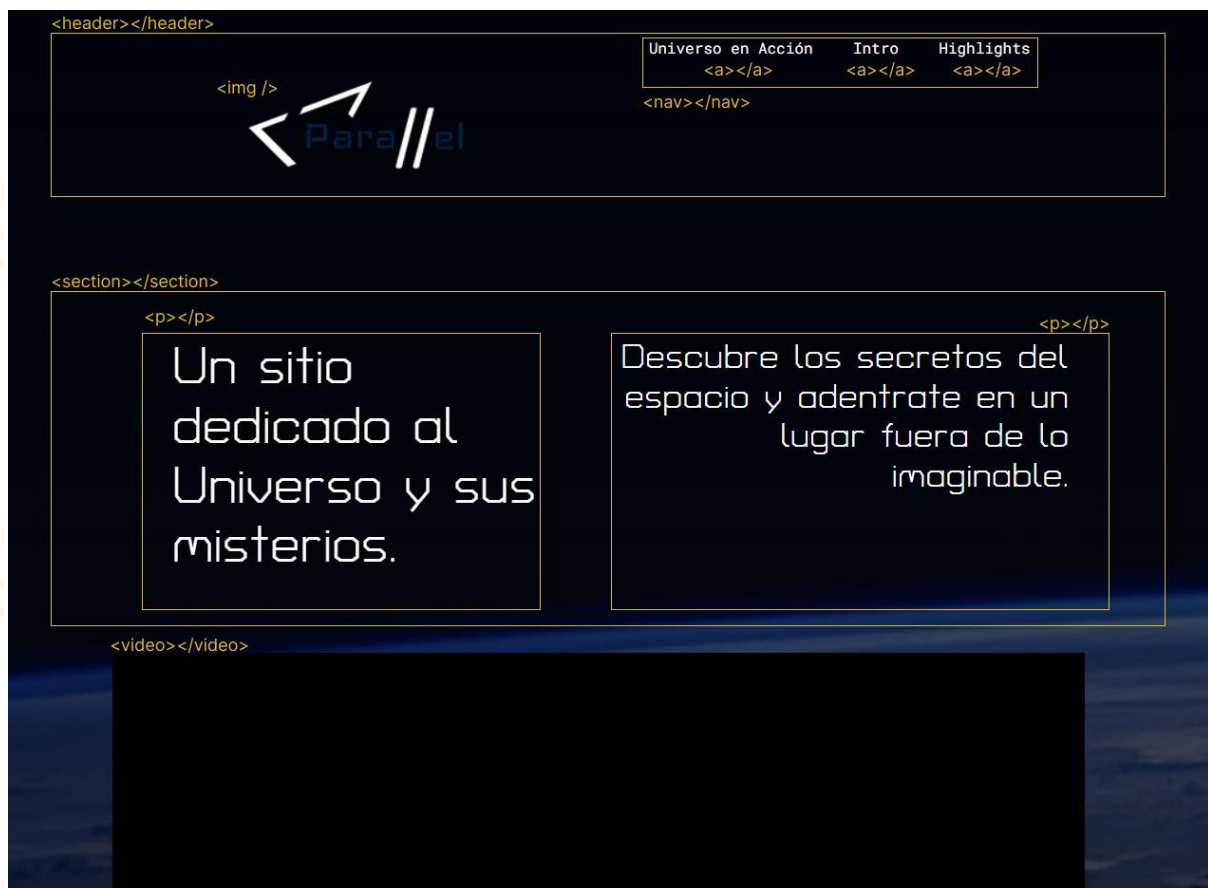 <header></header>
Universo en Acción Intro Highlights
<a></a> <a></a> <a></a>
<img />
<nav></nav>
Parallel
<section></section>
<p></p>
<p></p>
Un sitio
dedicado al
Universo y sus
misterios.
Descubre los secretos del
espacio y adentrate en un
lugar fuera de lo
imaginable.
<video></video>